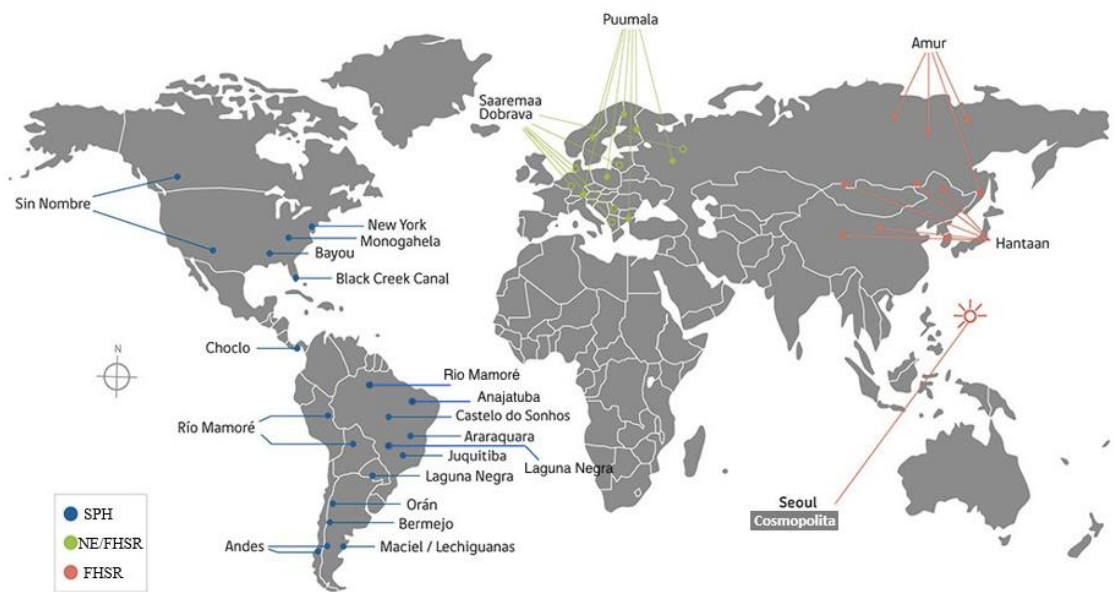 Puumala
Amur
Saaremaa
Dobrava
Sin Nombre
New York
Monogahela
Bayou
Black Creek Canal
Hantaan
N
Choclo
Rio Mamoré
Anajatuba
Castelo do Sonhos
Río Mamoré
Araraquara
Juquitiba
Laguna Negra
Laguna Negra
Orán
Bermejo
Andes
Maciel / Lechiguanas
Seoul
Cosmopolita
SPH
NE/FHSR
FHSR